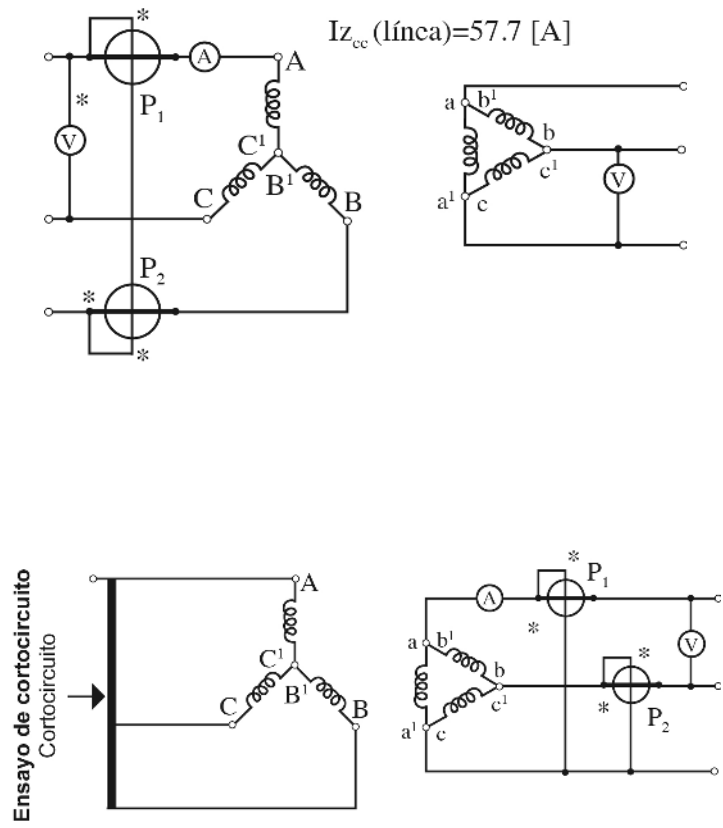 Iz_cc (línea)=57.7 [A]
*
A
A
*
P₁
V
C¹
C
B¹
B
P₂
*
*
a
b¹
b
c¹
V
a¹
c
Ensayo de cortocircuito
Cortocircuito
A
C¹
C
B¹
B
*
P₁
A
*
V
a
b¹
b
*
c¹
*
P₂
a¹
c